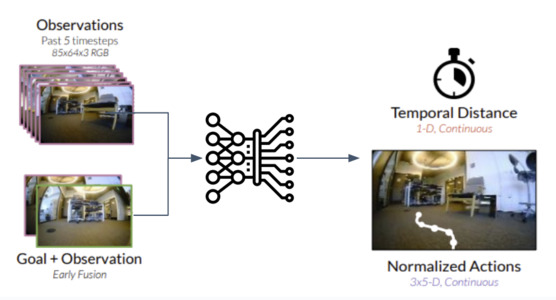 Observations
Past 5 timesteps
85x64x3 RGB
Goal + Observation
Early Fusion
Temporal Distance
1-D, Continuous
Normalized Actions
3x5-D, Continuous